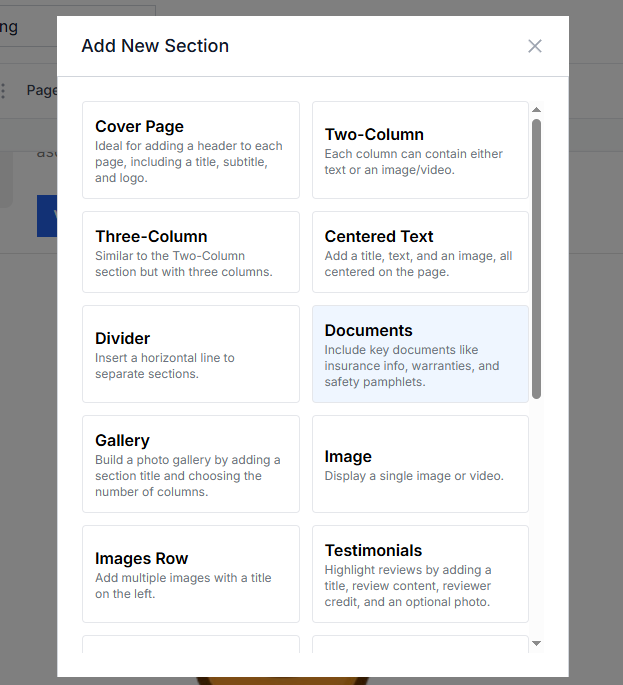 ng
Add New Section
Page
Cover Page
Ideal for adding a header to each
page, including a title, subtitle,
and logo.
Two-Column
Each column can contain either
text or an image/video.
Three-Column
Similar to the Two-Column
section but with three columns.
Centered Text
Add a title, text, and an image, all
centered on the page.
Divider
Insert a horizontal line to
separate sections.
Documents
Include key documents like
insurance info, warranties, and
safety pamphlets.
Gallery
Build a photo gallery by adding a
section title and choosing the
number of columns.
Image
Display a single image or video.
Images Row
Add multiple images with a title
on the left.
Testimonials
Highlight reviews by adding a
title, review content, reviewer
credit, and an optional photo.